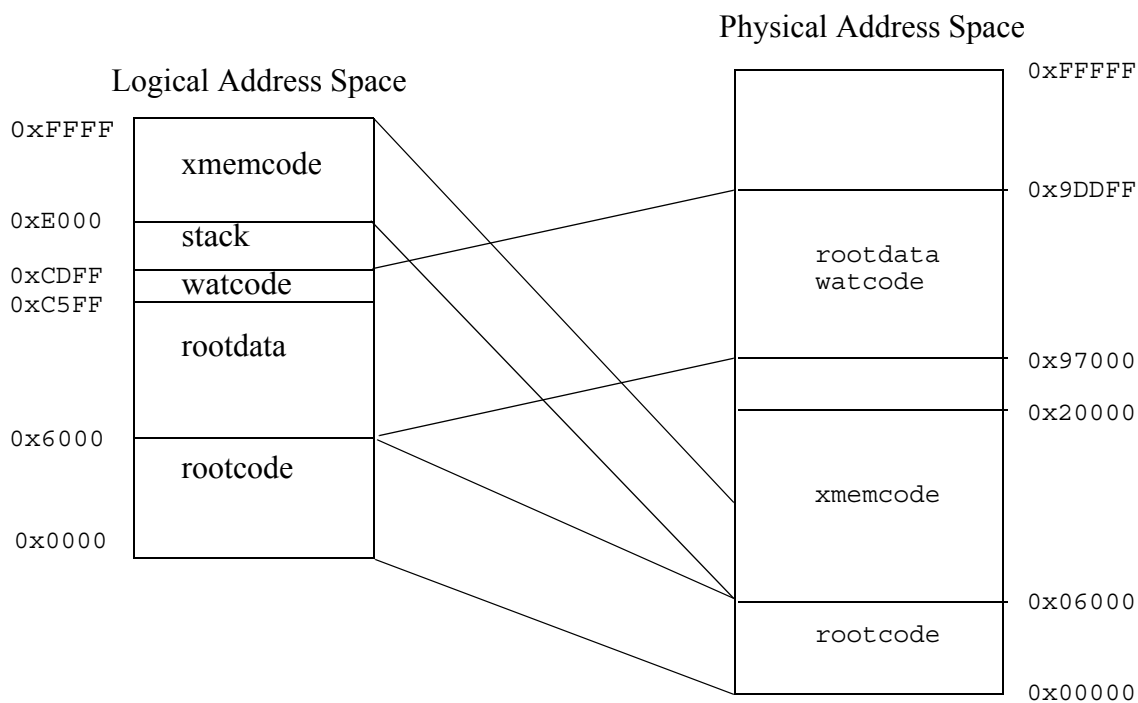 Physical Address Space
Logical Address Space
0xFFFF
xmemcode
0xE000
stack
0xCDFF
watcode
0xC5FF
rootdata
0x6000
rootcode
0x0000
0xFFFFF
0x9DDFF
rootdata
watcode
0x97000
0x20000
xmemcode
0x06000
rootcode
0x00000